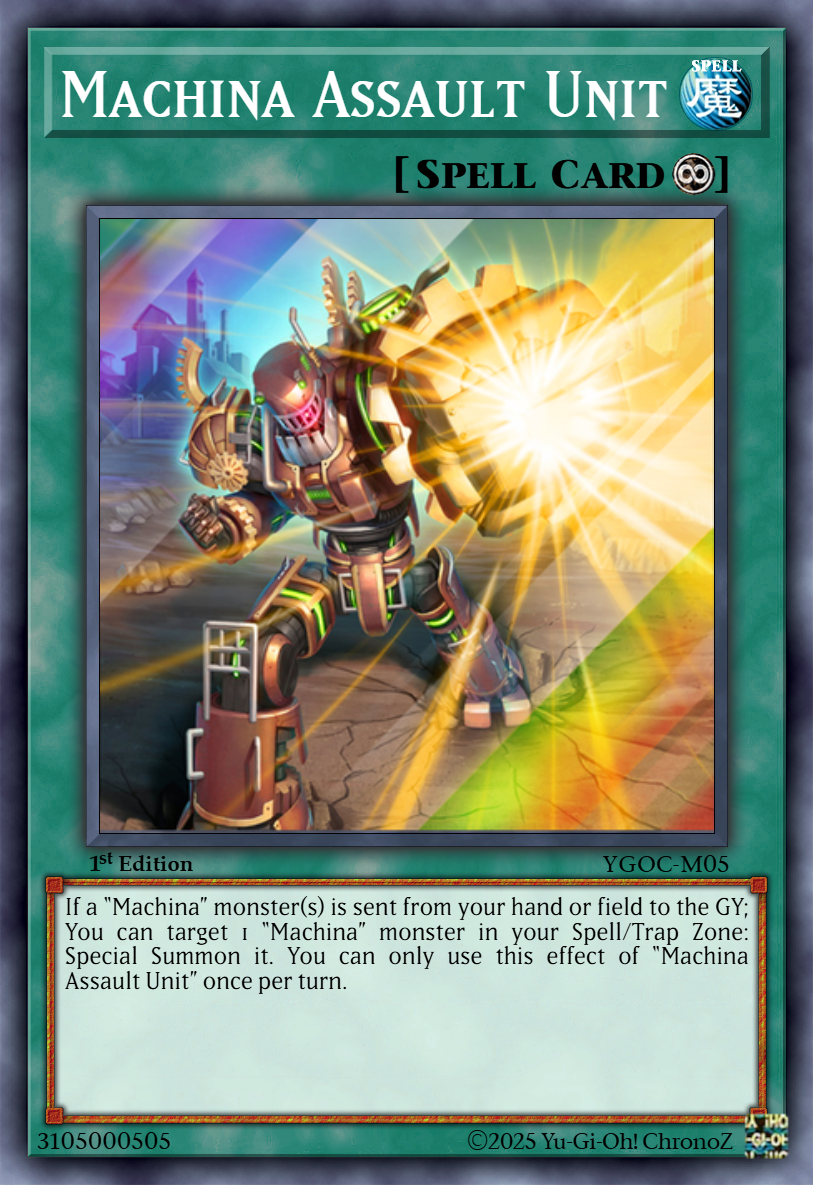 MACHINA ASSAULT UNIT
SPELL
魔
[SPELL CARD ]
1st Edition
YGOC-M05
If a "Machina" monster(s) is sent from your hand or field to the GY;
You can target 1 "Machina" monster in your Spell/Trap Zone:
Special Summon it. You can only use this effect of "Machina
Assault Unit" once per turn.
3105000505
©2025 Yu-Gi-Oh! ChronoZ